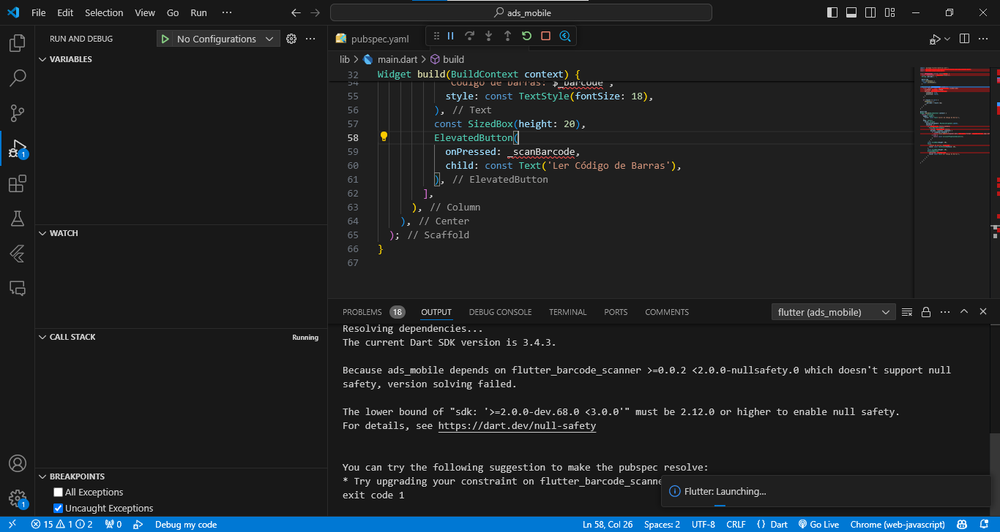 File Edit Selection View Go Run ··· ads_mobile
RUN AND DEBUG No Configurations ···
VARIABLES
WATCH
CALL STACK Running
BREAKPOINTS
All Exceptions
Uncaught Exceptions
1
1
pubspec.yaml
lib > main.dart > build
32 Widget build(BuildContext context) {
54 'Código de barras: $_barcode',
55 style: const TextStyle(fontSize: 18),
56 ), // Text
57 const SizedBox(height: 20),
58 ElevatedButton(
59 onPressed: _scanBarcode,
60 child: const Text('Ler Código de Barras'),
61 ), // ElevatedButton
62 ],
63 ), // Column
64 ), // Center
65 ); // Scaffold
66 }
67
PROBLEMS 18 OUTPUT DEBUG CONSOLE TERMINAL PORTS COMMENTS flutter (ads_mobile)
Resolving dependencies...
The current Dart SDK version is 3.4.3.
Because ads_mobile depends on flutter_barcode_scanner >=0.0.2 <2.0.0-nullsafety.0 which doesn't support null
safety, version solving failed.
The lower bound of "sdk: '>=2.0.0-dev.68.0 <3.0.0'" must be 2.12.0 or higher to enable null safety.
For details, see https://dart.dev/null-safety
You can try the following suggestion to make the pubspec resolve:
* Try upgrading your constraint on flutter_barcode_scanne
exit code 1
Flutter: Launching...
15 1 2 0 Debug my code Ln 58, Col 26 Spaces: 2 UTF-8 CRLF {} Dart Go Live Chrome (web-javascript)